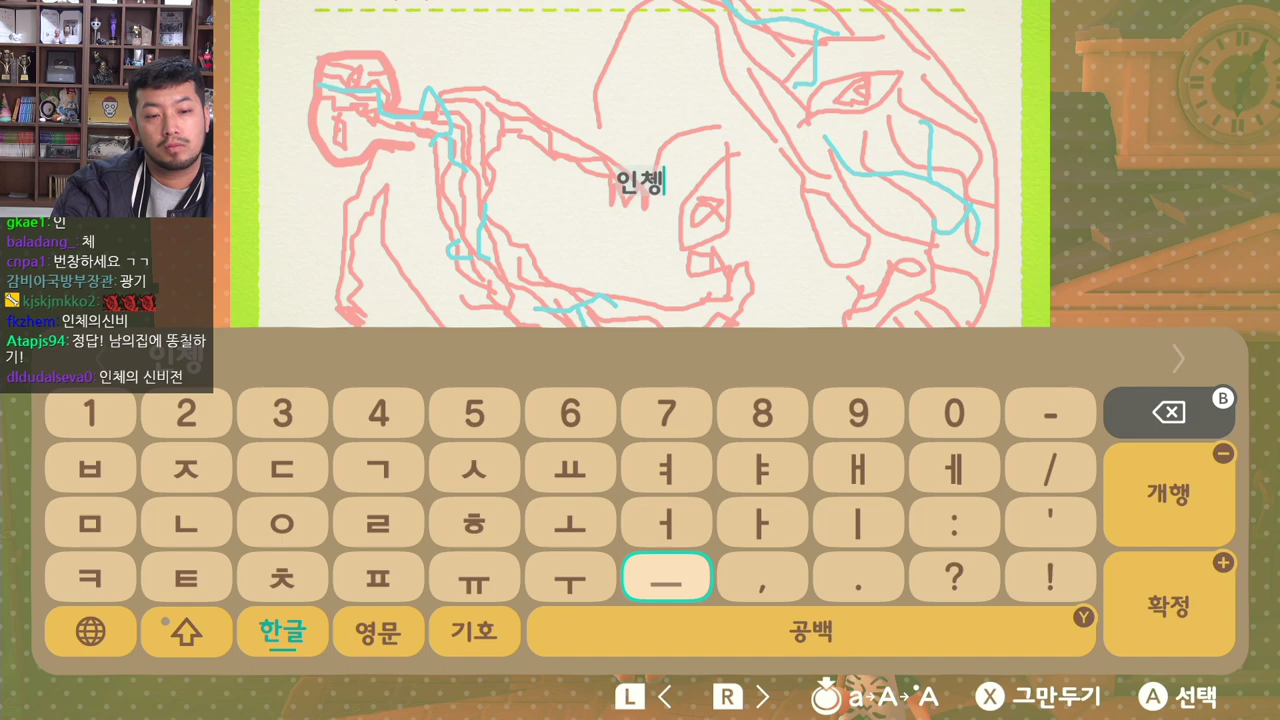 인쳉
gkae1: 인
baladang_: 체
cnpa1: 번창하세요 ㄱㄱ
감비아국방부장관: 광기
kjskjmkko2:
fkzhem: 인체의신비
Atapjs94: 정답! 남의집에 똥칠하
기!
dldudalseva0: 인체의 신비전
인쳉
1 2 3 4 5 6 7 8 9 0 -
ㅂ ㅈ ㄷ ㄱ ㅅ ㅛ ㅕ ㅑ ㅐ ㅔ /
ㅁ ㄴ ㅇ ㄹ ㅎ ㅗ ㅓ ㅏ ㅣ : '
ㅋ ㅌ ㅊ ㅍ ㅠ ㅜ ㅡ , . ? !
한글 영문 기호 공백 Y
B
개행 -
확정 +
L < R > a→A→•A X 그만두기 A 선택